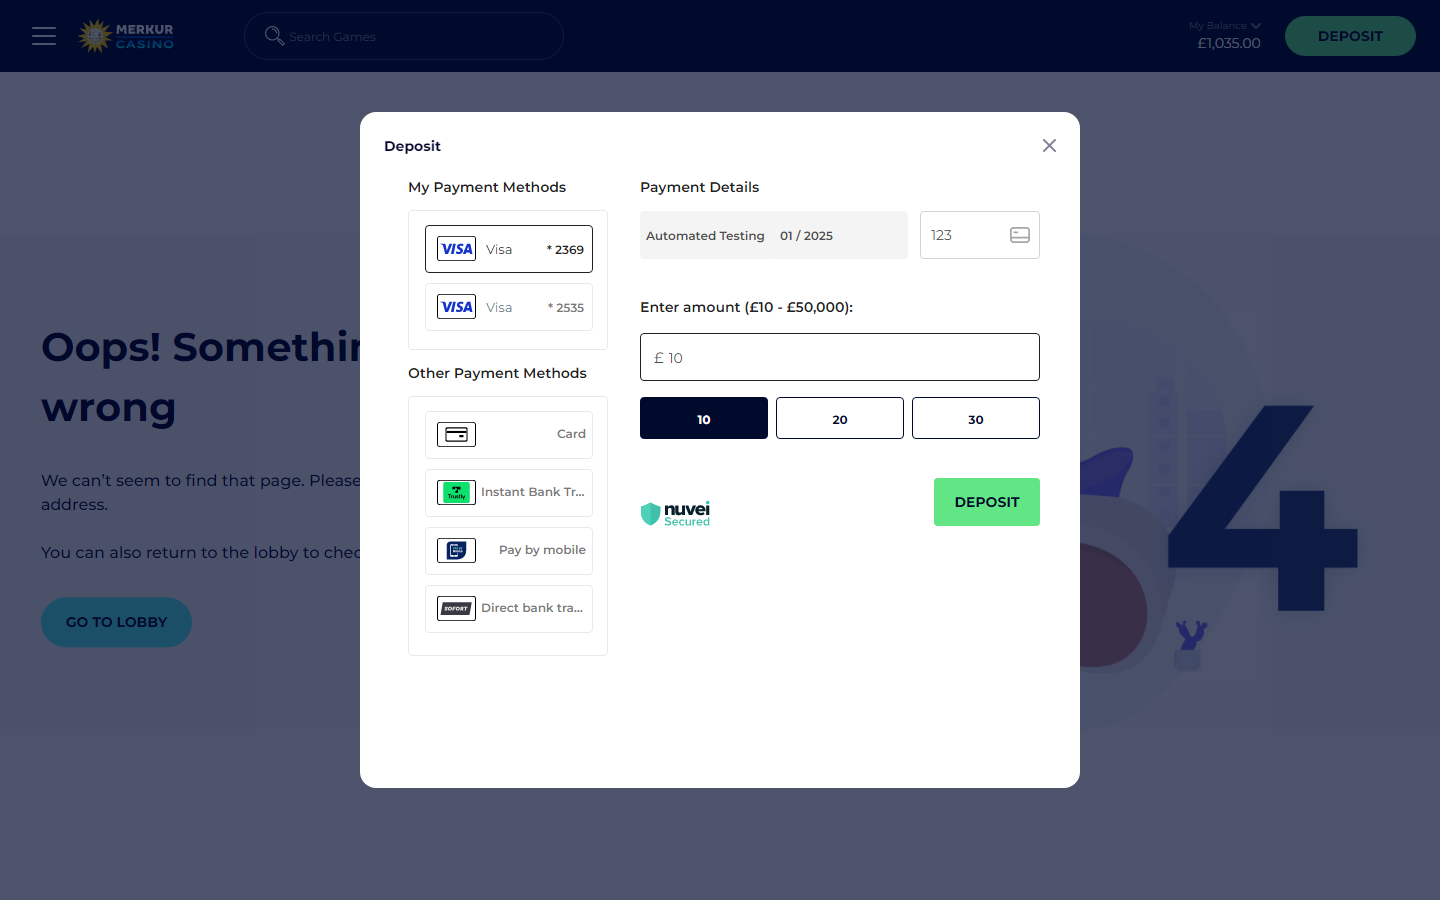 MERKUR
CASINO
Search Games
My Balance
£1,035.00
DEPOSIT
Deposit
My Payment Methods
VISA Visa * 2369
VISA Visa * 2535
Other Payment Methods
Card
Trustly Instant Bank Tr...
Pay by mobile
SOFORT Direct bank tra...
Payment Details
Automated Testing 01 / 2025
123
Enter amount (£10 - £50,000):
£ 10
10 20 30
nuvei
Secured
DEPOSIT
Oops! Somethin
wrong
We can't seem to find that page. Please
address.
You can also return to the lobby to chec
GO TO LOBBY
4